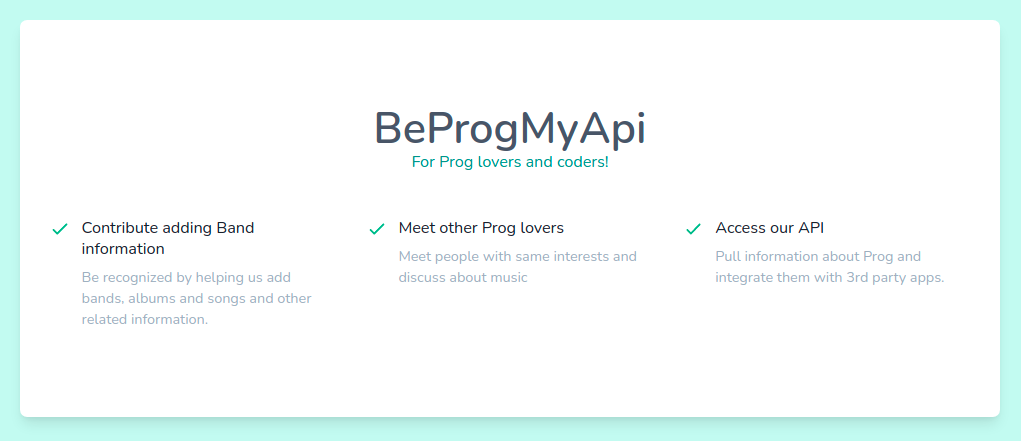 BeProgMyApi
For Prog lovers and coders!
Contribute adding Band
information
Be recognized by helping us add
bands, albums and songs and other
related information.
Meet other Prog lovers
Meet people with same interests and
discuss about music
Access our API
Pull information about Prog and
integrate them with 3rd party apps.